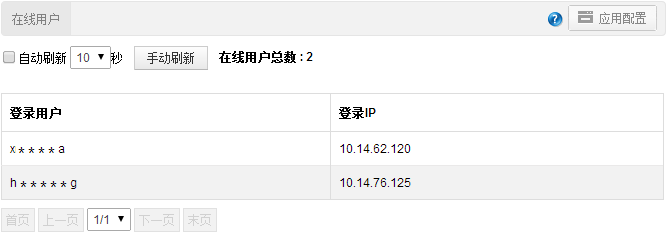 在线用户 应用配置
自动刷新 10 秒 手动刷新 在线用户总数：2
登录用户 登录IP
x＊＊＊＊a 10.14.62.120
h＊＊＊＊＊g 10.14.76.125
首页 上一页 1/1 下一页 末页